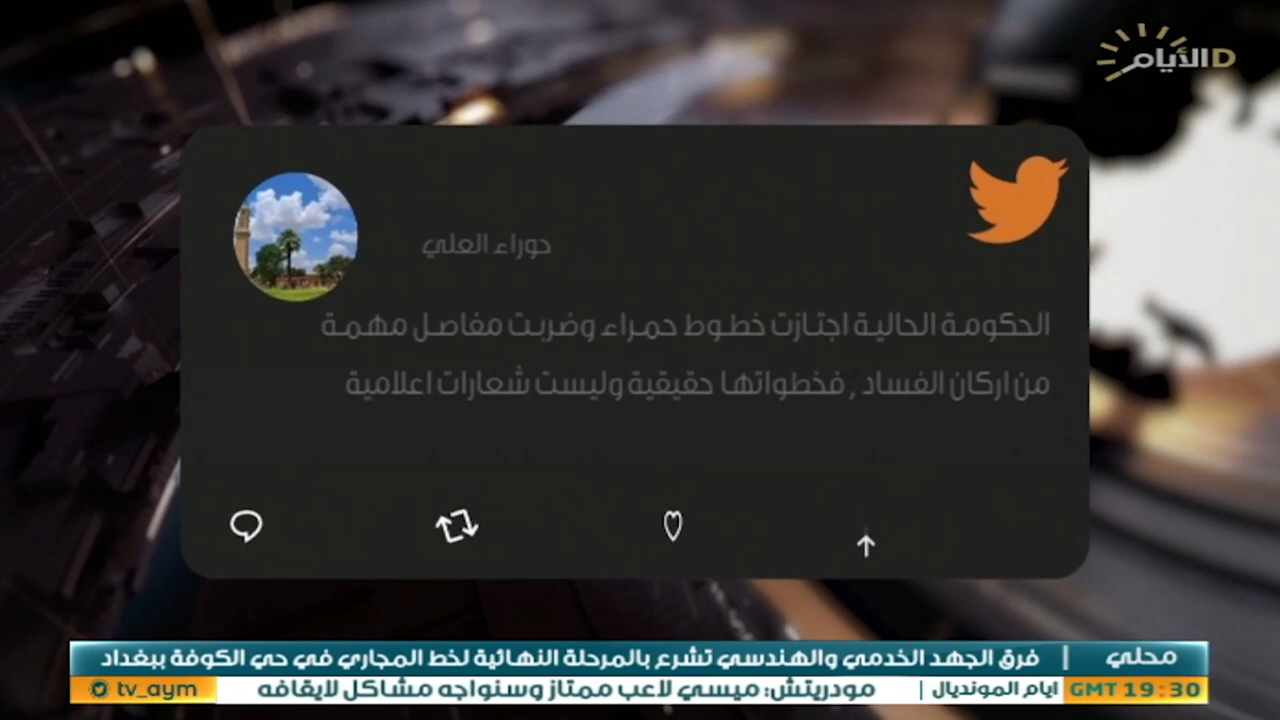 الأيام D
حوراء العلي
الحكومة الحالية اجتازت خطوط حمراء وضربت مفاصل مهمة
من اركان الفساد , فخطواتها حقيقية وليست شعارات اعلامية
محلي | فرق الجهد الخدمي والهندسي تشرع بالمرحلة النهائية لخط المجاري في حي الكوفة ببغداد
GMT 19:30 ايام المونديال | مودريتش: ميسي لاعب ممتاز وسنواجه مشاكل لايقافه tv_aym